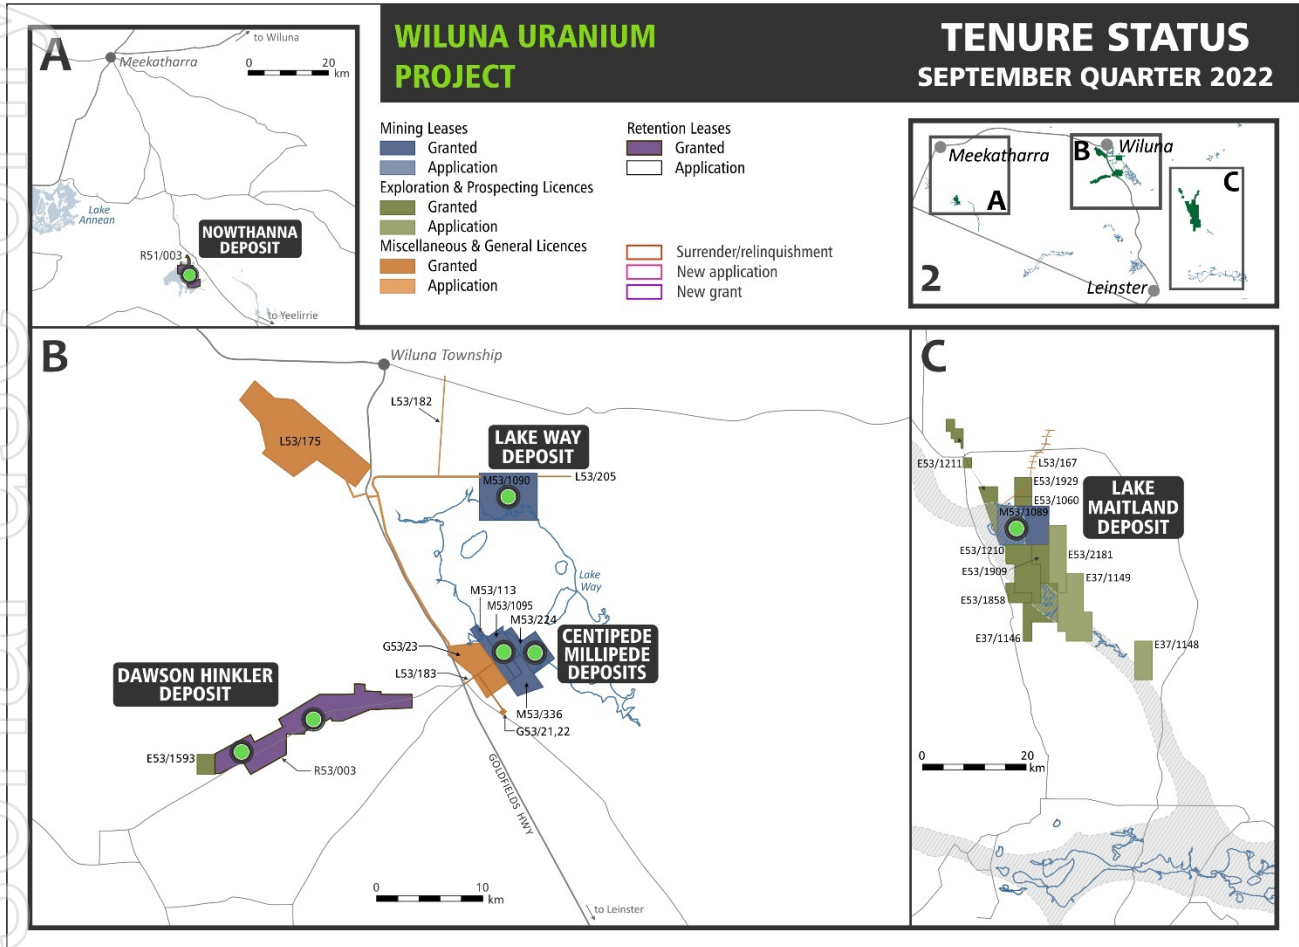 WILUNA URANIUM
PROJECT
TENURE STATUS
SEPTEMBER QUARTER 2022
A
to Wiluna
Meekatharra
0 20
km
Lake
Annean
NOWTHANNA
DEPOSIT
R51/003
to Yeelirrie
Mining Leases
Granted
Application
Exploration & Prospecting Licences
Granted
Application
Miscellaneous & General Licences
Granted
Application
Retention Leases
Granted
Application
Surrender/relinquishment
New application
New grant
Meekatharra
B
Wiluna
A
C
2
Leinster
B
Wiluna Township
L53/182
L53/175
LAKE WAY
DEPOSIT
M53/1090
L53/205
Lake
Way
M53/113
M53/1095
M53/224
G53/23
CENTIPEDE
MILLIPEDE
DEPOSITS
L53/183
DAWSON HINKLER
DEPOSIT
M53/336
G53/21,22
E53/1593
R53/003
GOLDFIELDS HWY
0 10
km
to Leinster
C
E53/1211
L53/167
E53/1929
E53/1060
M53/1089
LAKE
MAITLAND
DEPOSIT
E53/1210
E53/2181
E53/1909
E37/1149
E53/1858
E37/1146
E37/1148
0 20
km